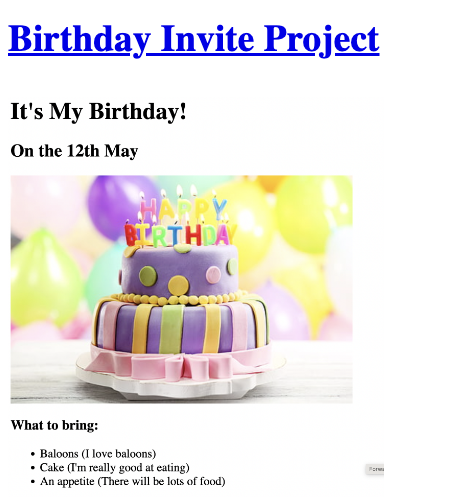 Birthday Invite Project
It's My Birthday!
On the 12th May
HAPPY
BIRTHDAY
What to bring:
Baloons (I love baloons)
Cake (I'm really good at eating)
An appetite (There will be lots of food)